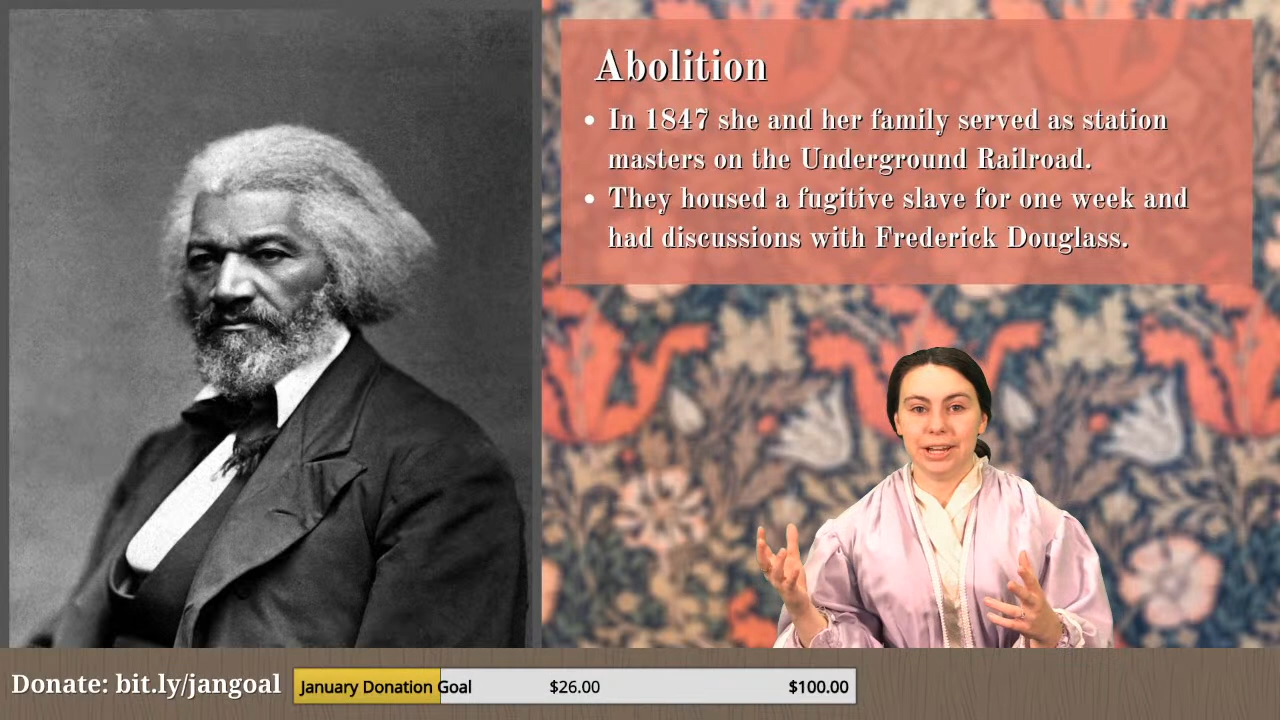 Abolition
• In 1847 she and her family served as station
masters on the Underground Railroad.
• They housed a fugitive slave for one week and
had discussions with Frederick Douglass.
Donate: bit.ly/jangoal
January Donation Goal
$26.00
$100.00